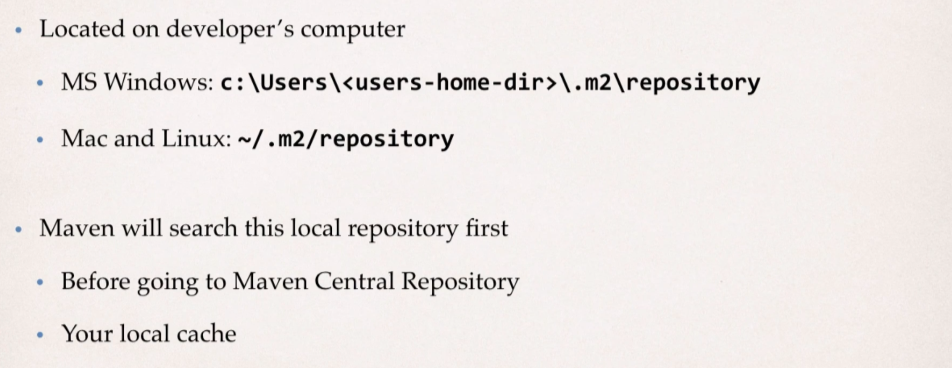 • Located on developer's computer
• MS Windows: c:\Users\<users-home-dir>\.m2\repository
• Mac and Linux: ~/.m2/repository
• Maven will search this local repository first
• Before going to Maven Central Repository
• Your local cache